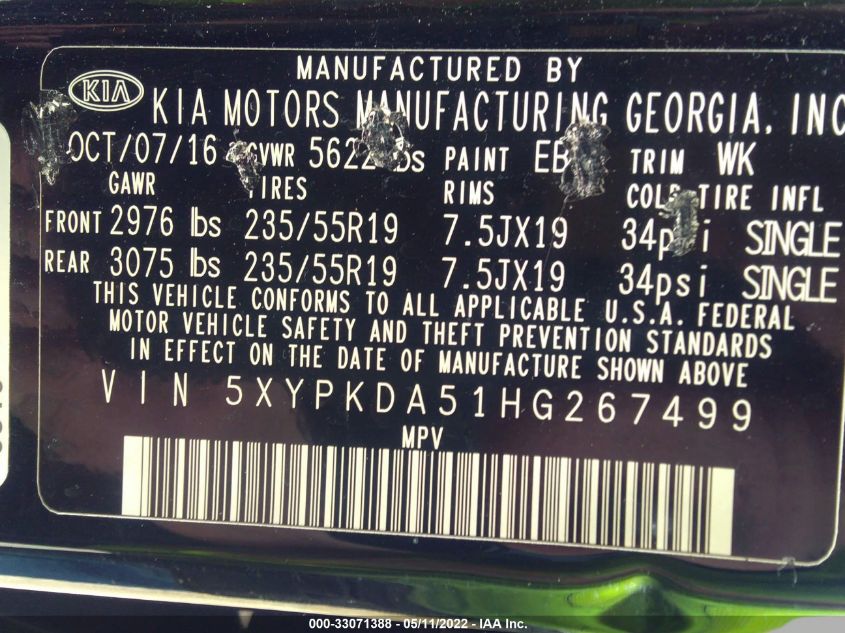 MANUFACTURED BY
KIA KIA MOTORS MANUFACTURING GEORGIA, INC
OCT/07/16 GVWR 5622 lbs PAINT EB TRIM WK
GAWR TIRES RIMS COLD TIRE INFL
FRONT 2976 lbs 235/55R19 7.5JX19 34psi SINGLE
REAR 3075 lbs 235/55R19 7.5JX19 34psi SINGLE
THIS VEHICLE CONFORMS TO ALL APPLICABLE U.S.A. FEDERAL
MOTOR VEHICLE SAFETY AND THEFT PREVENTION STANDARDS
IN EFFECT ON THE DATE OF MANUFACTURE SHOWN ABOVE
VIN 5XYPKDA51HG267499
MPV
000-33071388 - 05/11/2022 - IAA Inc.